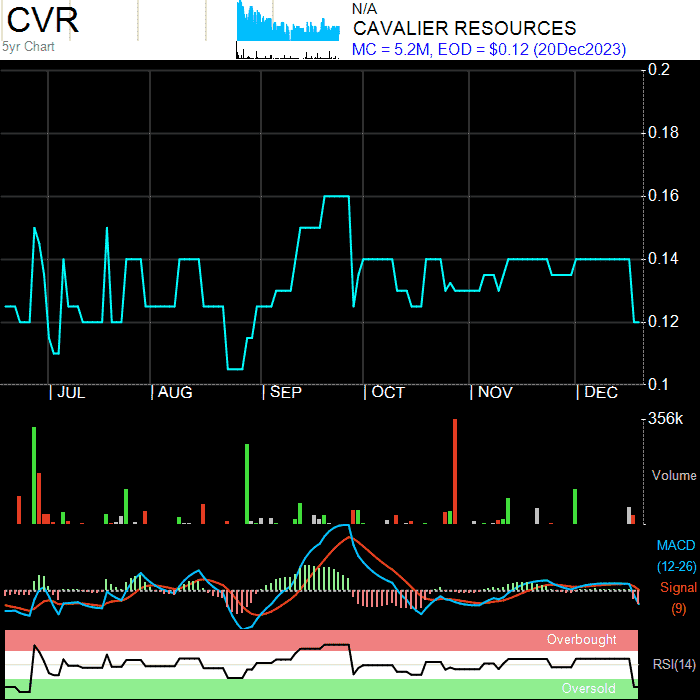 CVR
5yr Chart
N/A
CAVALIER RESOURCES
MC = 5.2M, EOD = $0.12 (20Dec2023)
0.2
0.18
0.16
0.14
0.12
0.1
| JUL | AUG | SEP | OCT | NOV | DEC
356k
Volume
MACD
(12-26)
Signal
(9)
Overbought
RSI(14)
Oversold